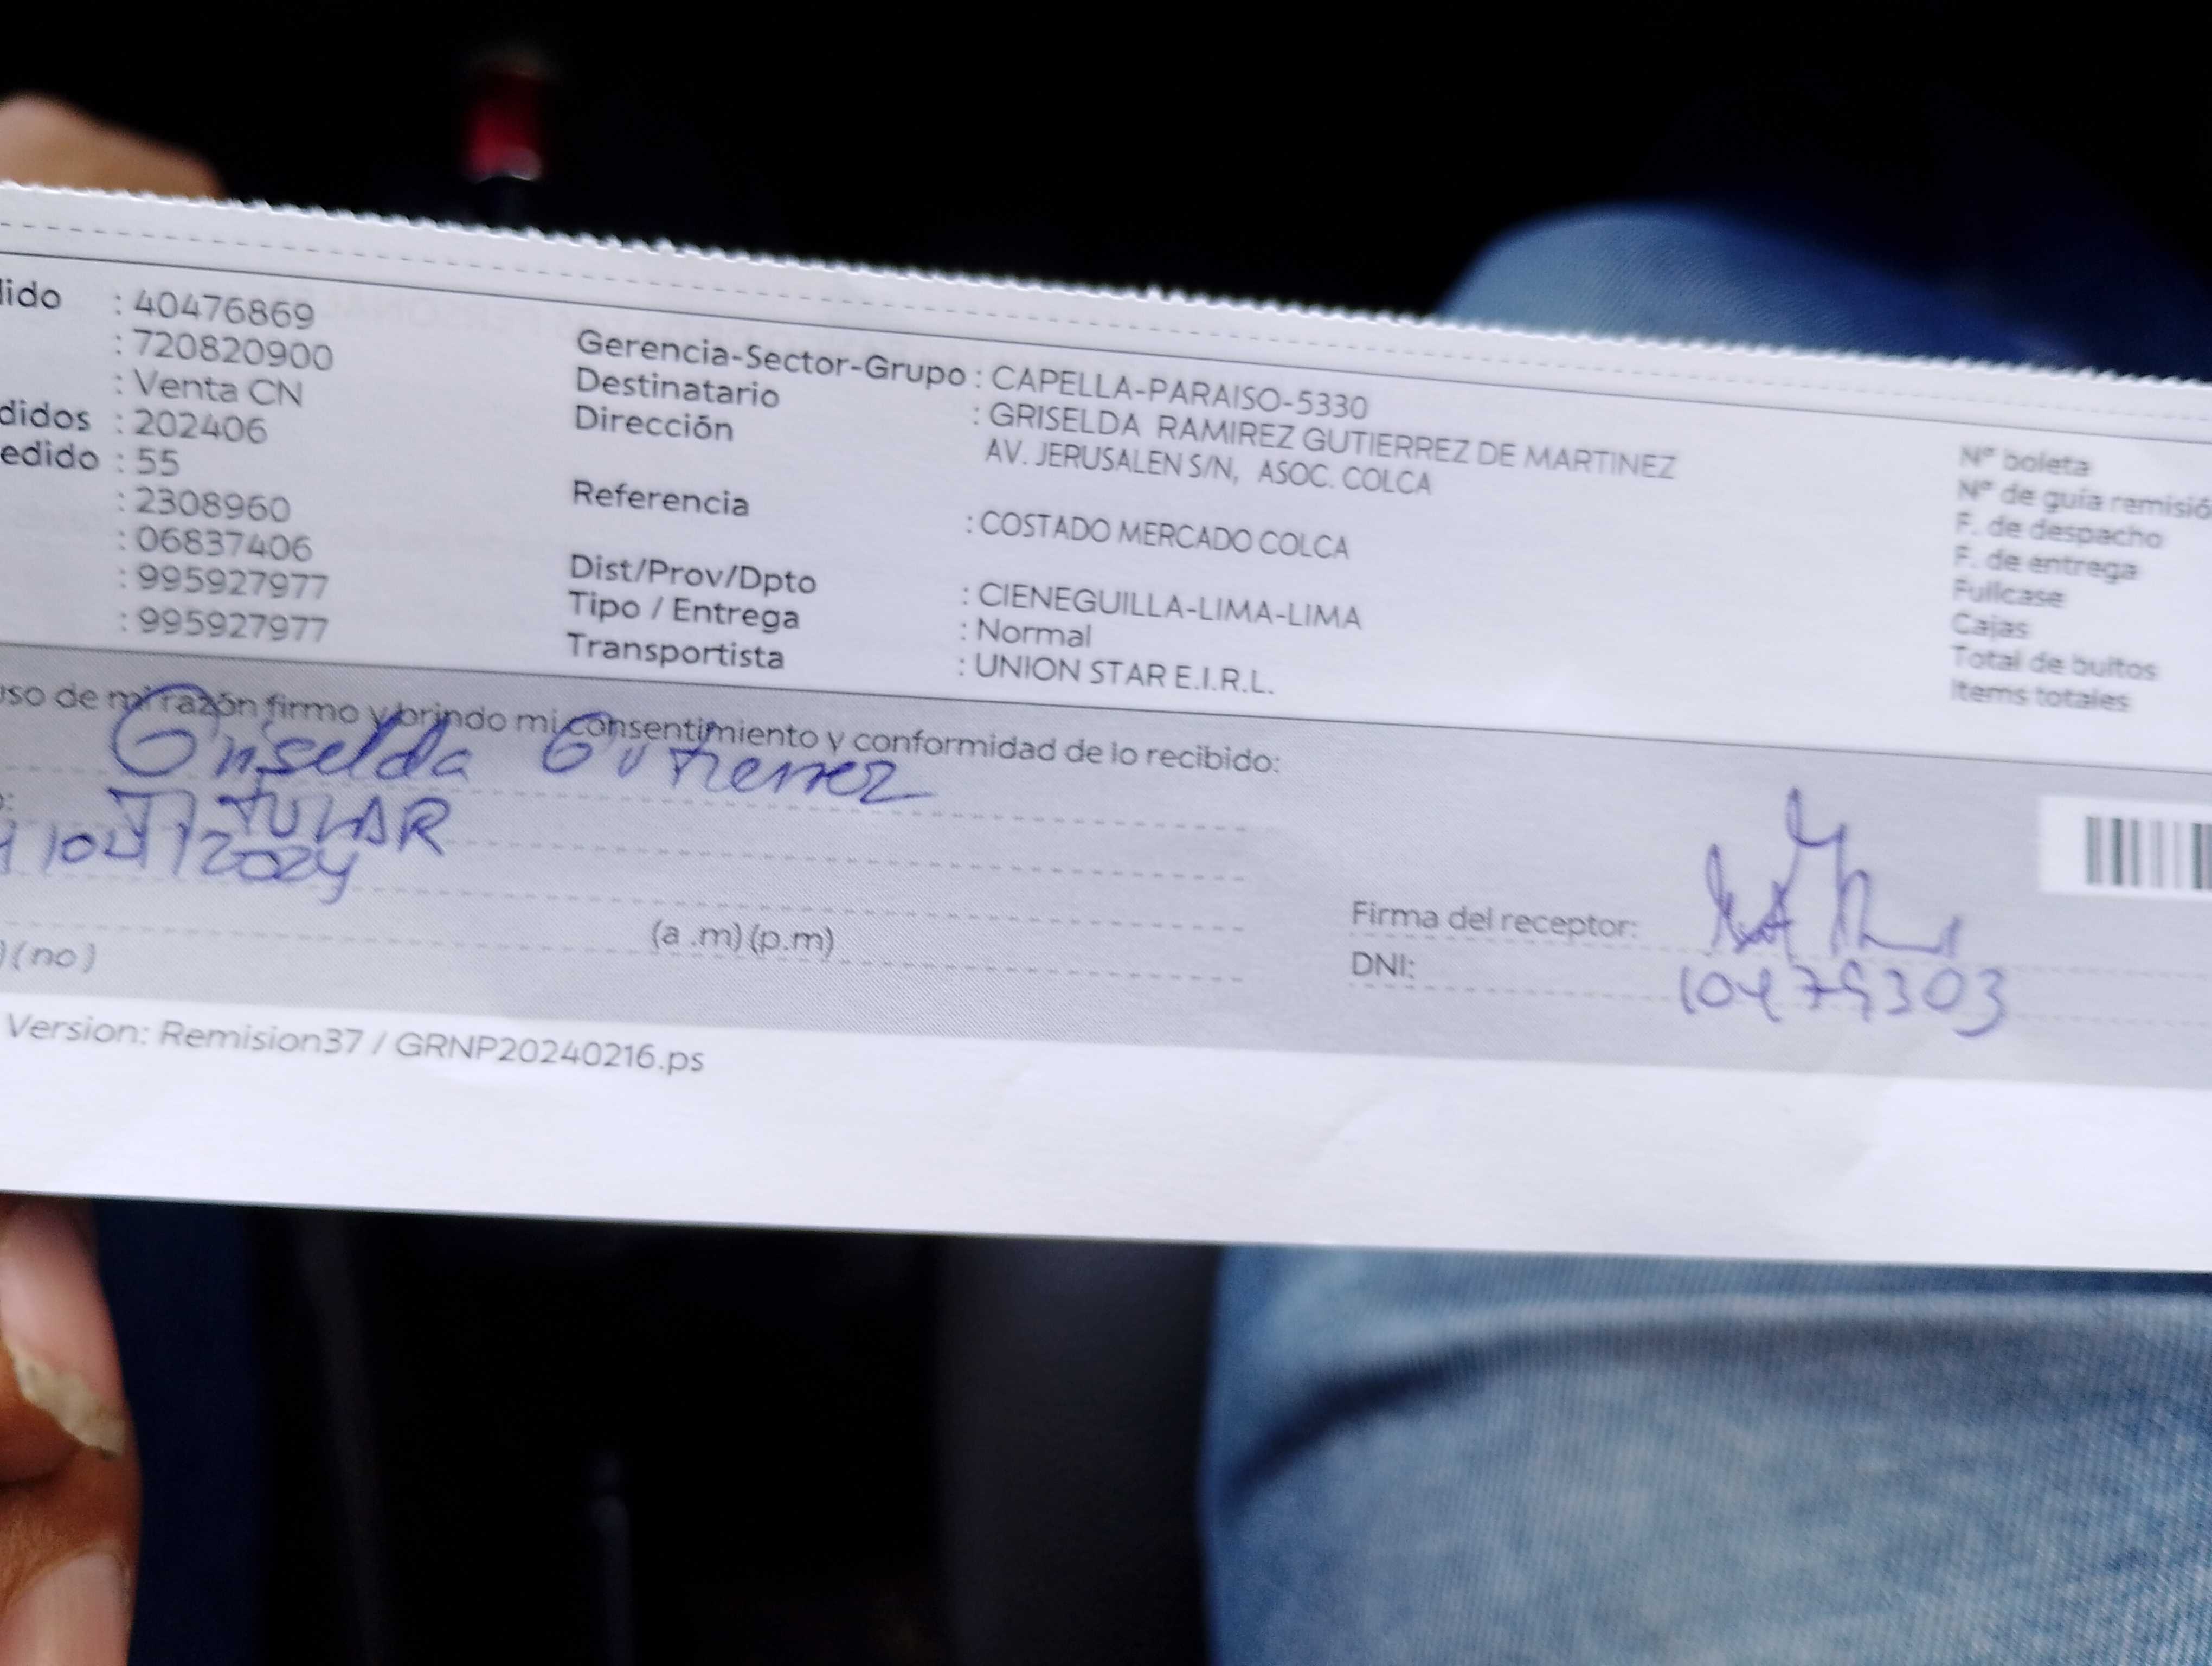 lido : 40476869
: 720820900
: Venta CN
didos : 202406
edido : 55
: 2308960
: 06837406
: 995927977
: 995927977
Gerencia-Sector-Grupo : CAPELLA-PARAISO-5330
Destinatario : GRISELDA RAMIREZ GUTIERREZ DE MARTINEZ
Dirección AV. JERUSALEN S/N, ASOC. COLCA
Referencia : COSTADO MERCADO COLCA
Dist/Prov/Dpto : CIENEGUILLA-LIMA-LIMA
Tipo / Entrega : Normal
Transportista : UNION STAR E.I.R.L.
N° boleta
N° de guía remisió
F. de despacho
F. de entrega
Fullcase
Cajas
Total de bultos
Items totales
uso de mi razón firmo y brindo mi consentimiento y conformidad de lo recibido:
Griselda Gutierrez
TITULAR
/2024
(a .m) (p.m)
) ( no )
Firma del receptor:
DNI: 10479303
Version: Remision37 / GRNP20240216.ps